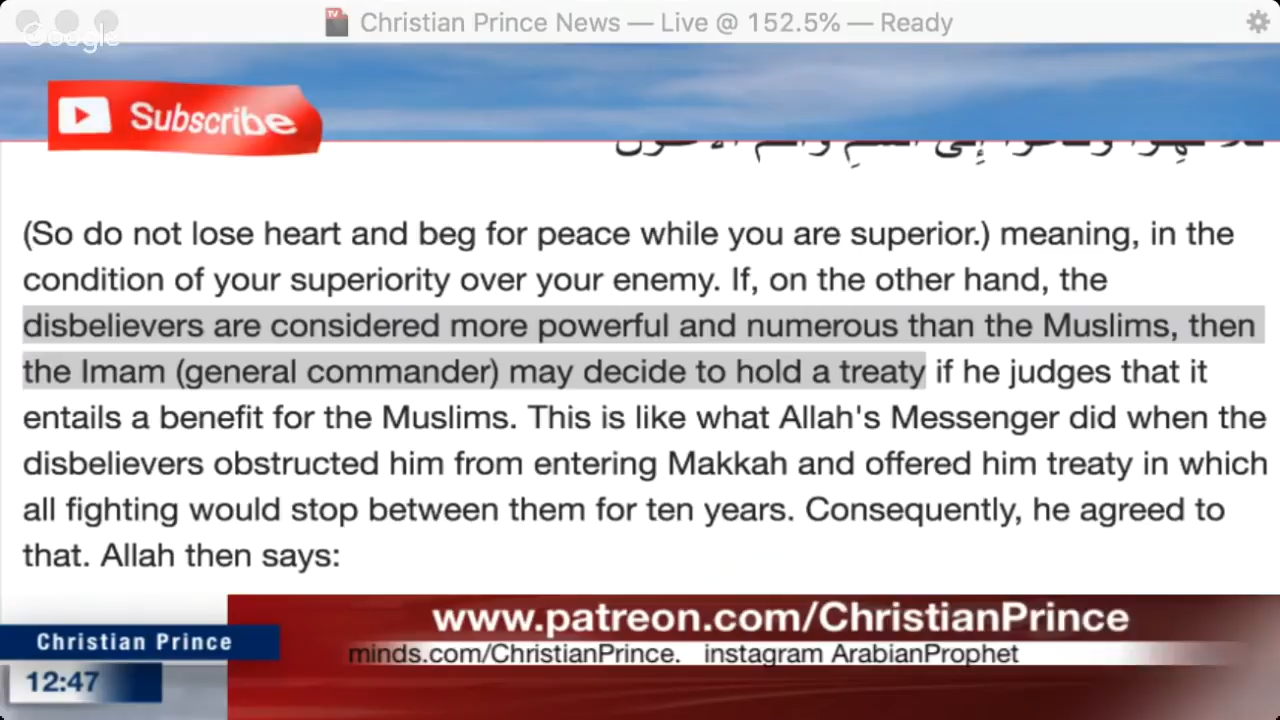 Christian Prince News — Live @ 152.5% — Ready
Google
Subscribe
(So do not lose heart and beg for peace while you are superior.) meaning, in the
condition of your superiority over your enemy. If, on the other hand, the
disbelievers are considered more powerful and numerous than the Muslims, then
the Imam (general commander) may decide to hold a treaty if he judges that it
entails a benefit for the Muslims. This is like what Allah's Messenger did when the
disbelievers obstructed him from entering Makkah and offered him treaty in which
all fighting would stop between them for ten years. Consequently, he agreed to
that. Allah then says:
www.patreon.com/ChristianPrince
Christian Prince
minds.com/ChristianPrince. instagram ArabianProphet
12:47